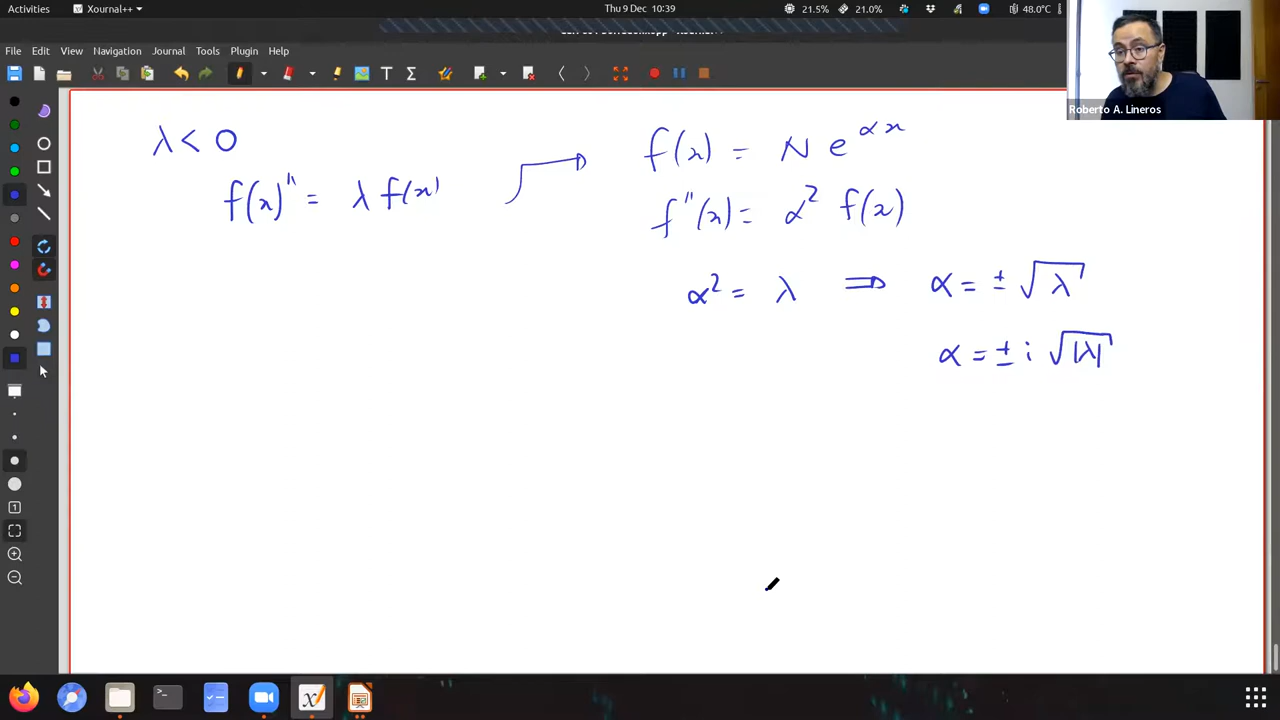 Activities
Xournal++
Thu 9 Dec 10:39
21.5%
21.0%
48.0°C
File Edit View Navigation Journal Tools Plugin Help
Roberto A. Lineros
λ < 0
f(x)'' = λ f(x)
f(x) = N e^{αx}
f''(x) = α² f(x)
α² = λ ⇒ α = ± √λ
α = ± i √|λ|